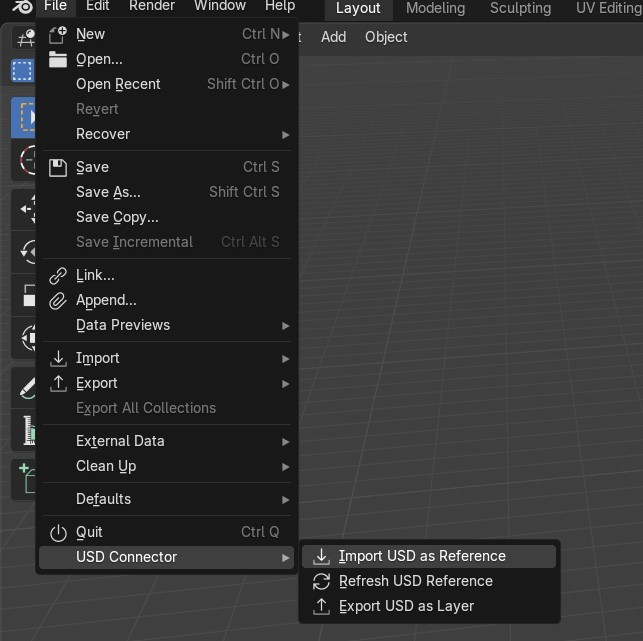 File Edit Render Window Help Layout Modeling Sculpting UV Editing
Add Object
New Ctrl N
Open... Ctrl O
Open Recent Shift Ctrl O
Revert
Recover
Save Ctrl S
Save As... Shift Ctrl S
Save Copy...
Save Incremental Ctrl Alt S
Link...
Append...
Data Previews
Import
Export
Export All Collections
External Data
Clean Up
Defaults
Quit Ctrl Q
USD Connector
Import USD as Reference
Refresh USD Reference
Export USD as Layer